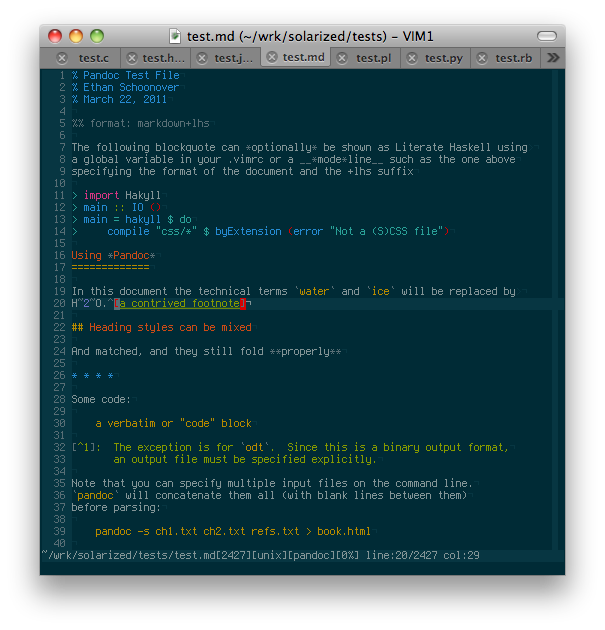 test.md (~/wrk/solarized/tests) – VIM1
test.c test.h... test.j... test.md test.pl test.py test.rb »
1 % Pandoc Test File
2 % Ethan Schoonover
3 % March 22, 2011
4
5 %% format: markdown+lhs
6
7 The following blockquote can *optionally* be shown as Literate Haskell using
8 a global variable in your .vimrc or a __*mode*line__ such as the one above
9 specifying the format of the document and the +lhs suffix
10
11 > import Hakyll
12 > main :: IO ()
13 > main = hakyll $ do
14 >     compile "css/*" $ byExtension (error "Not a (S)CSS file")
15
16 Using *Pandoc*
17 =============
18
19 In this document the technical terms `water` and `ice` will be replaced by
20 H~2~O.^[a contrived footnote]¬
21
22 ## Heading styles can be mixed
23
24 And matched, and they still fold **properly**
25
26 * * * *
27
28 Some code:
29
30     a verbatim or "code" block
31
32 [^1]:  The exception is for `odt`.  Since this is a binary output format,
33        an output file must be specified explicitly.
34
35 Note that you can specify multiple input files on the command line.
36 `pandoc` will concatenate them all (with blank lines between them)
37 before parsing:
38
39     pandoc -s ch1.txt ch2.txt refs.txt > book.html
40
~/wrk/solarized/tests/test.md[2427][unix][pandoc][0%] line:20/2427 col:29